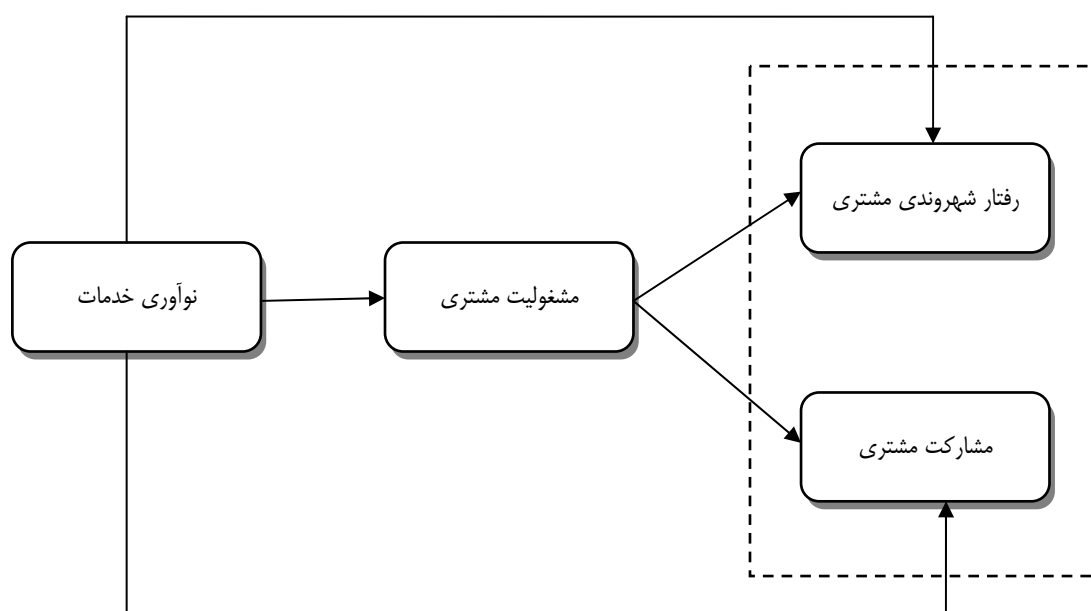 رفتار شهروندی مشتری
نوآوری خدمات
مشغولیت مشتری
مشارکت مشتری